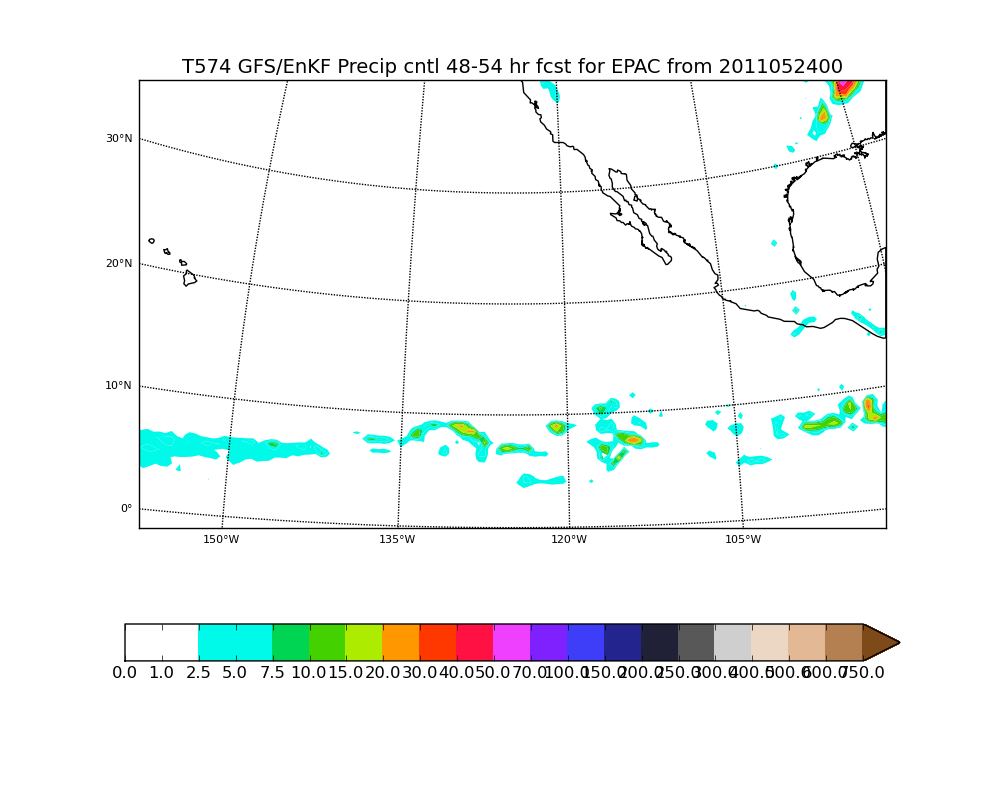 T574 GFS/EnKF Precip cntl 48-54 hr fcst for EPAC from 2011052400
30°N
20°N
10°N
0°
150°W 135°W 120°W 105°W
0.0 1.0 2.5 5.0 7.5 10.0 15.0 20.0 30.0 40.0 50.0 70.0 100.0 150.0 200.0 250.0 300.0 400.0 500.0 600.0 750.0